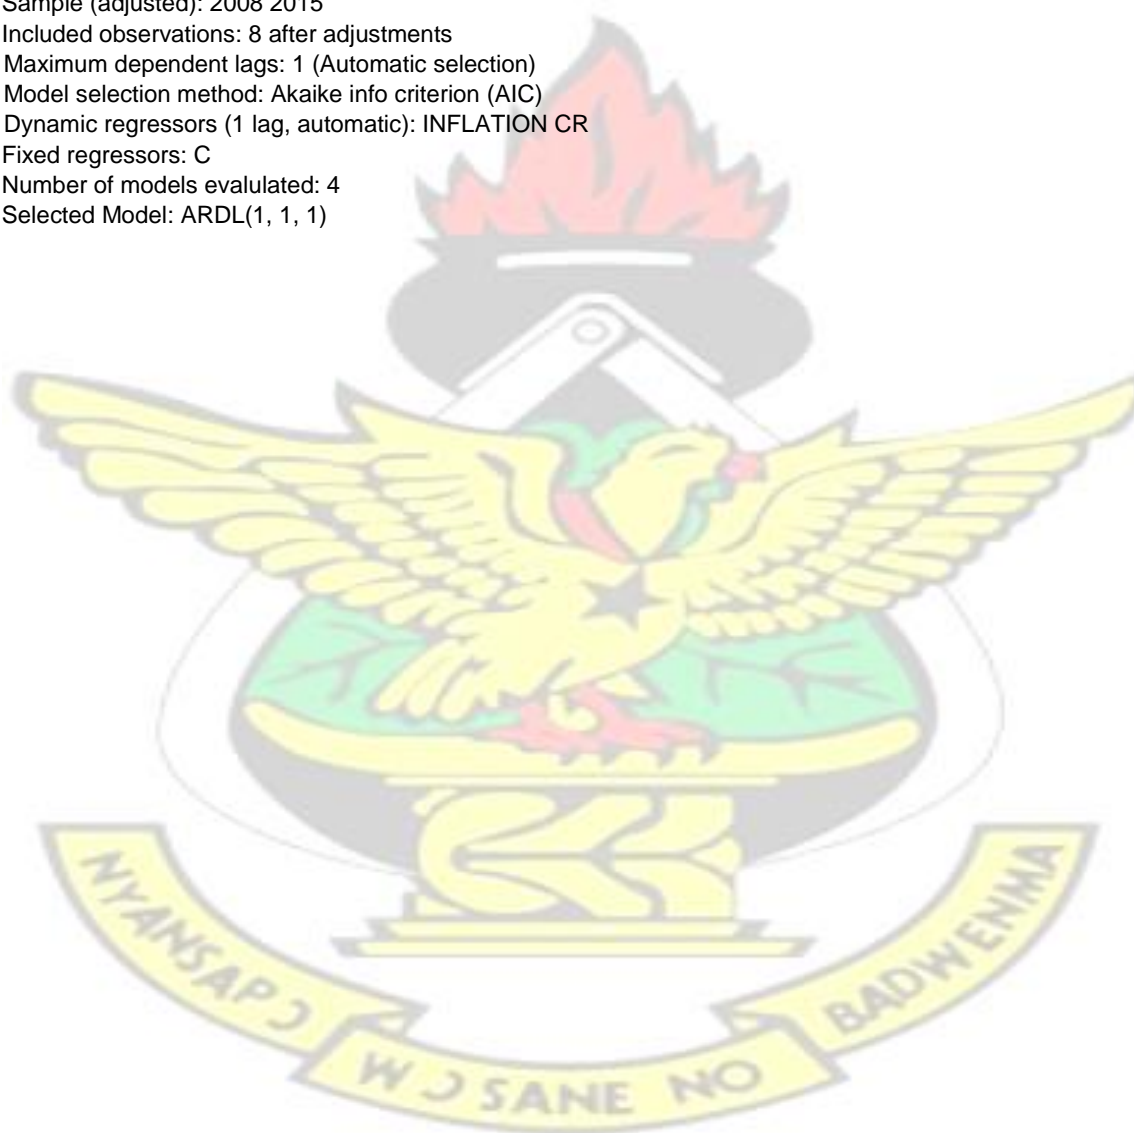 Sample (adjusted): 2008 2015
Included observations: 8 after adjustments
Maximum dependent lags: 1 (Automatic selection)
Model selection method: Akaike info criterion (AIC)
Dynamic regressors (1 lag, automatic): INFLATION CR
Fixed regressors: C
Number of models evalulated: 4
Selected Model: ARDL(1, 1, 1)
NYANSAP Ɔ
W Ɔ SANE NO
BADWENMA